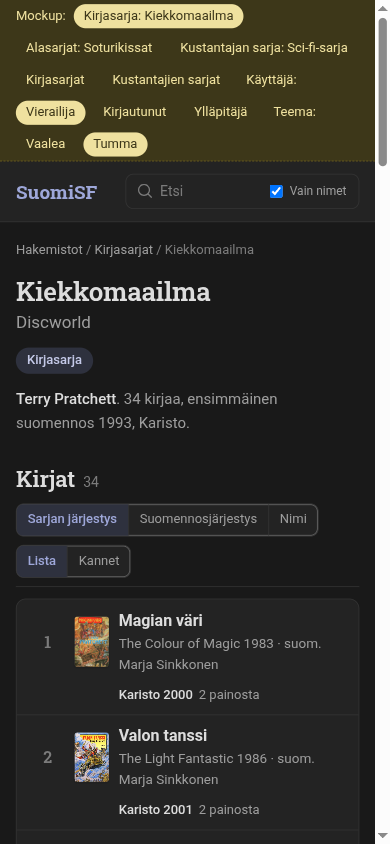 Mockup: Kirjasarja: Kiekkomaailma
Alasarjat: Soturikissat Kustantajan sarja: Sci-fi-sarja
Kirjasarjat Kustantajien sarjat Käyttäjä:
Vierailija Kirjautunut Ylläpitäjä Teema:
Vaalea Tumma
SuomiSF Etsi Vain nimet
Hakemistot / Kirjasarjat / Kiekkomaailma
Kiekkomaailma
Discworld
Kirjasarja
Terry Pratchett. 34 kirjaa, ensimmäinen
suomennos 1993, Karisto.
Kirjat 34
Sarjan järjestys Suomennosjärjestys Nimi
Lista Kannet
1 Magian väri
The Colour of Magic 1983 · suom.
Marja Sinkkonen
Karisto 2000 2 painosta
2 Valon tanssi
The Light Fantastic 1986 · suom.
Marja Sinkkonen
Karisto 2001 2 painosta